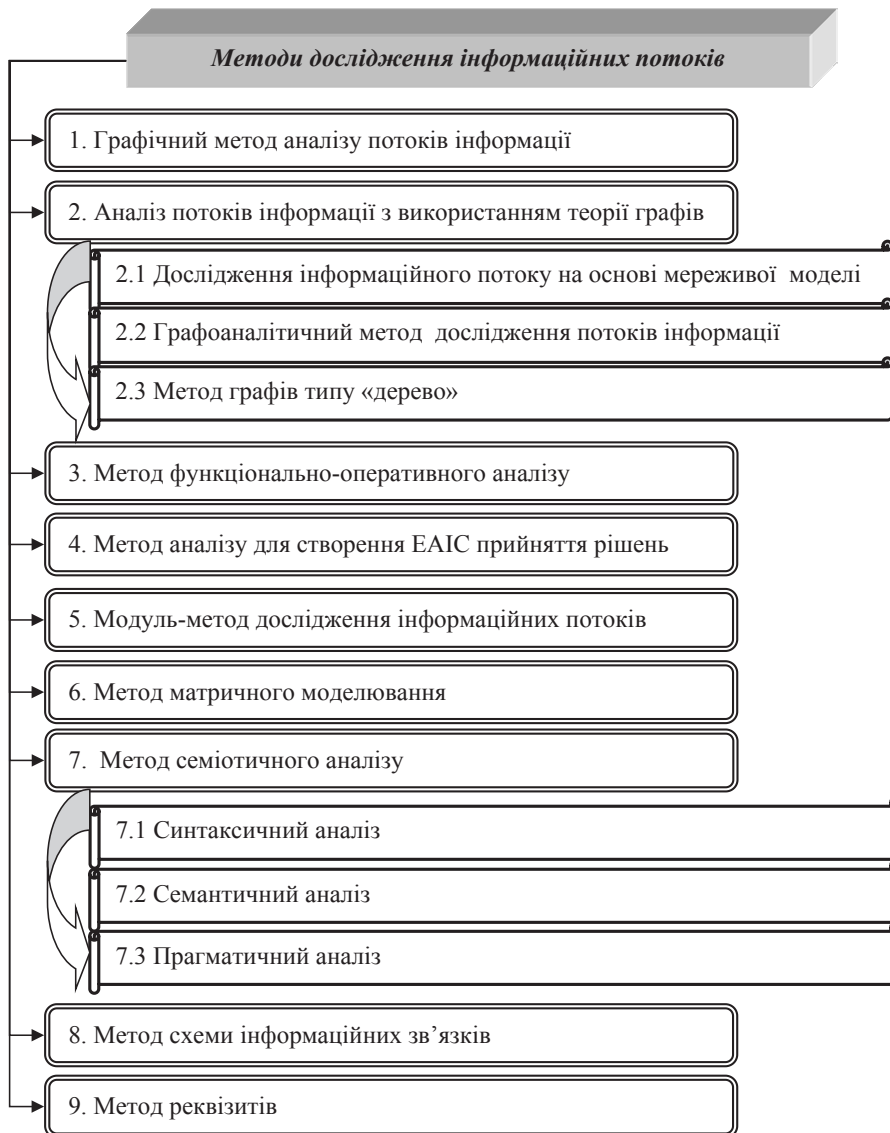 Методи дослідження інформаційних потоків
1. Графічний метод аналізу потоків інформації
2. Аналіз потоків інформації з використанням теорії графів
2.1 Дослідження інформаційного потоку на основі мереживої моделі
2.2 Графоаналітичний метод дослідження потоків інформації
2.3 Метод графів типу «дерево»
3. Метод функціонально-оперативного аналізу
4. Метод аналізу для створення ЕАІС прийняття рішень
5. Модуль-метод дослідження інформаційних потоків
6. Метод матричного моделювання
7. Метод семіотичного аналізу
7.1 Синтаксичний аналіз
7.2 Семантичний аналіз
7.3 Прагматичний аналіз
8. Метод схеми інформаційних зв’язків
9. Метод реквізитів